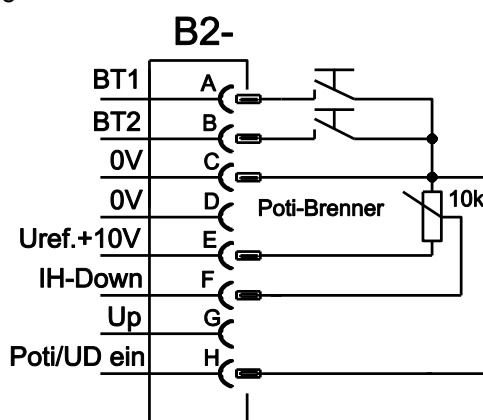 B2-
BT1 A
BT2 B
0V C
0V D Poti-Brenner 10k
Uref.+10V E
IH-Down F
Up G
Poti/UD ein H